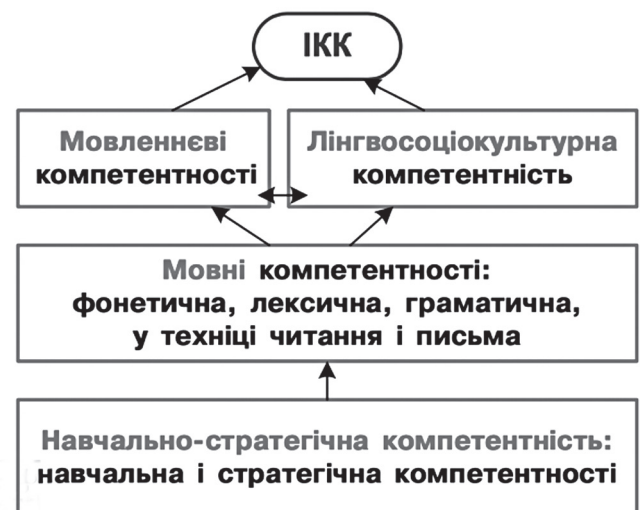 ІКК
Мовленнєві
компетентності
Лінгвосоціокультурна
компетентність
Мовні компетентності:
фонетична, лексична, граматична,
у техніці читання і письма
Навчально-стратегічна компетентність:
навчальна і стратегічна компетентності